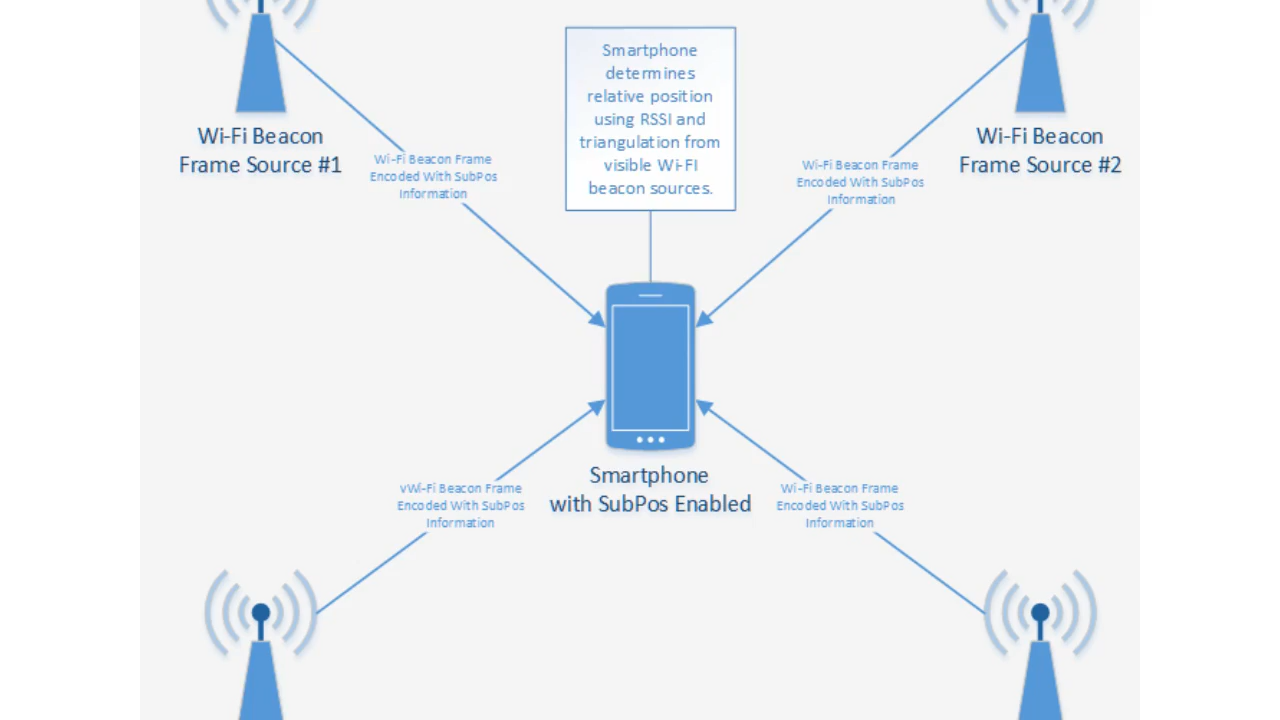 Smartphone
determines
relative position
using RSSI and
triangulation from
visible Wi-FI
beacon sources.
Wi-Fi Beacon
Frame Source #1
Wi-Fi Beacon
Frame Source #2
Wi-Fi Beacon Frame
Encoded With SubPos
Information
Wi-Fi Beacon Frame
Encoded With SubPos
Information
Smartphone
with SubPos Enabled
vWi-Fi Beacon Frame
Encoded With SubPos
Information
Wi-Fi Beacon Frame
Encoded With SubPos
Information